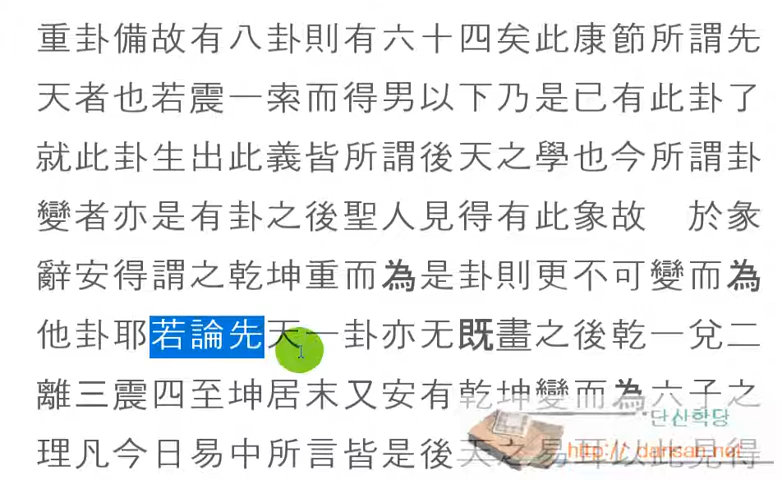 重卦備故有八卦則有六十四矣此康節所謂先
天者也若震一索而得男以下乃是已有此卦了
就此卦生出此義皆所謂後天之學也今所謂卦
變者亦是有卦之後聖人見得有此象故　於彖
辭安得謂之乾坤重而為是卦則更不可變而為
他卦耶若論先天一卦亦无既畫之後乾一兌二
離三震四至坤居末又安有乾坤變而為六子之
理凡今日易中所言皆是後天之易耳以此見得
단산학당
http://dansan.net